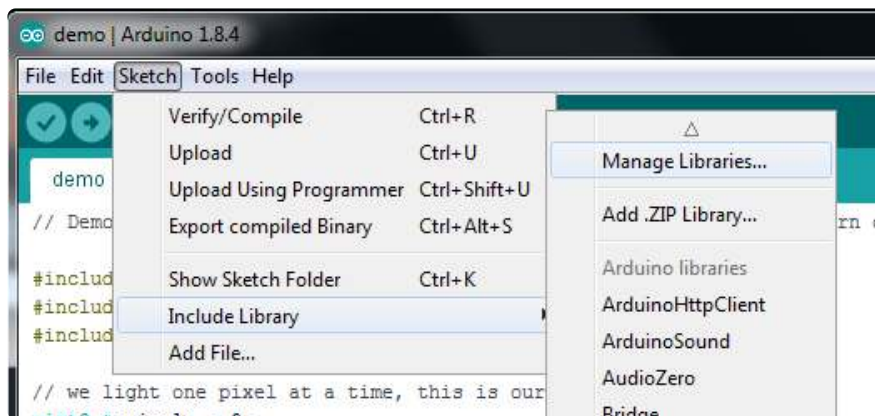 demo | Arduino 1.8.4
File Edit Sketch Tools Help
Verify/Compile Ctrl+R
Upload Ctrl+U
Upload Using Programmer Ctrl+Shift+U
Export compiled Binary Ctrl+Alt+S
Show Sketch Folder Ctrl+K
Include Library
Add File...
Manage Libraries...
Add .ZIP Library...
Arduino libraries
ArduinoHttpClient
ArduinoSound
AudioZero
Bridge
demo
// Demo
#includ
#includ
#includ
// we light one pixel at a time, this is our